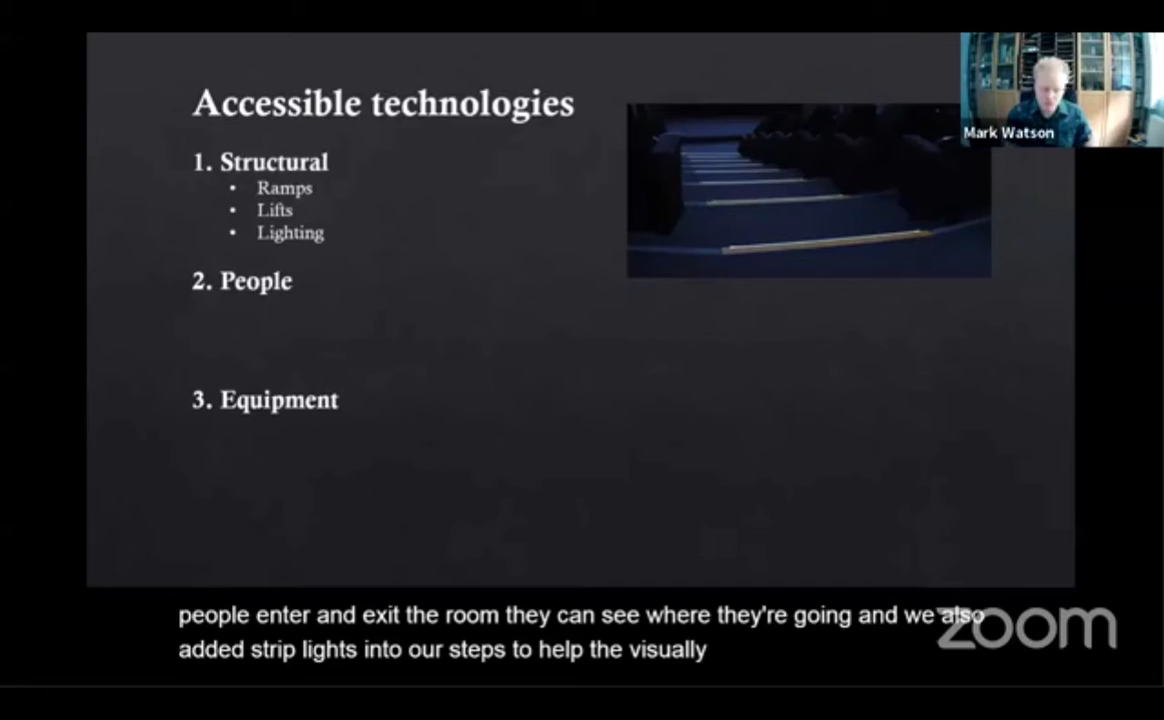 Accessible technologies
1. Structural
• Ramps
• Lifts
• Lighting
2. People
3. Equipment
Mark Watson
people enter and exit the room they can see where they're going and we also
added strip lights into our steps to help the visually
zoom